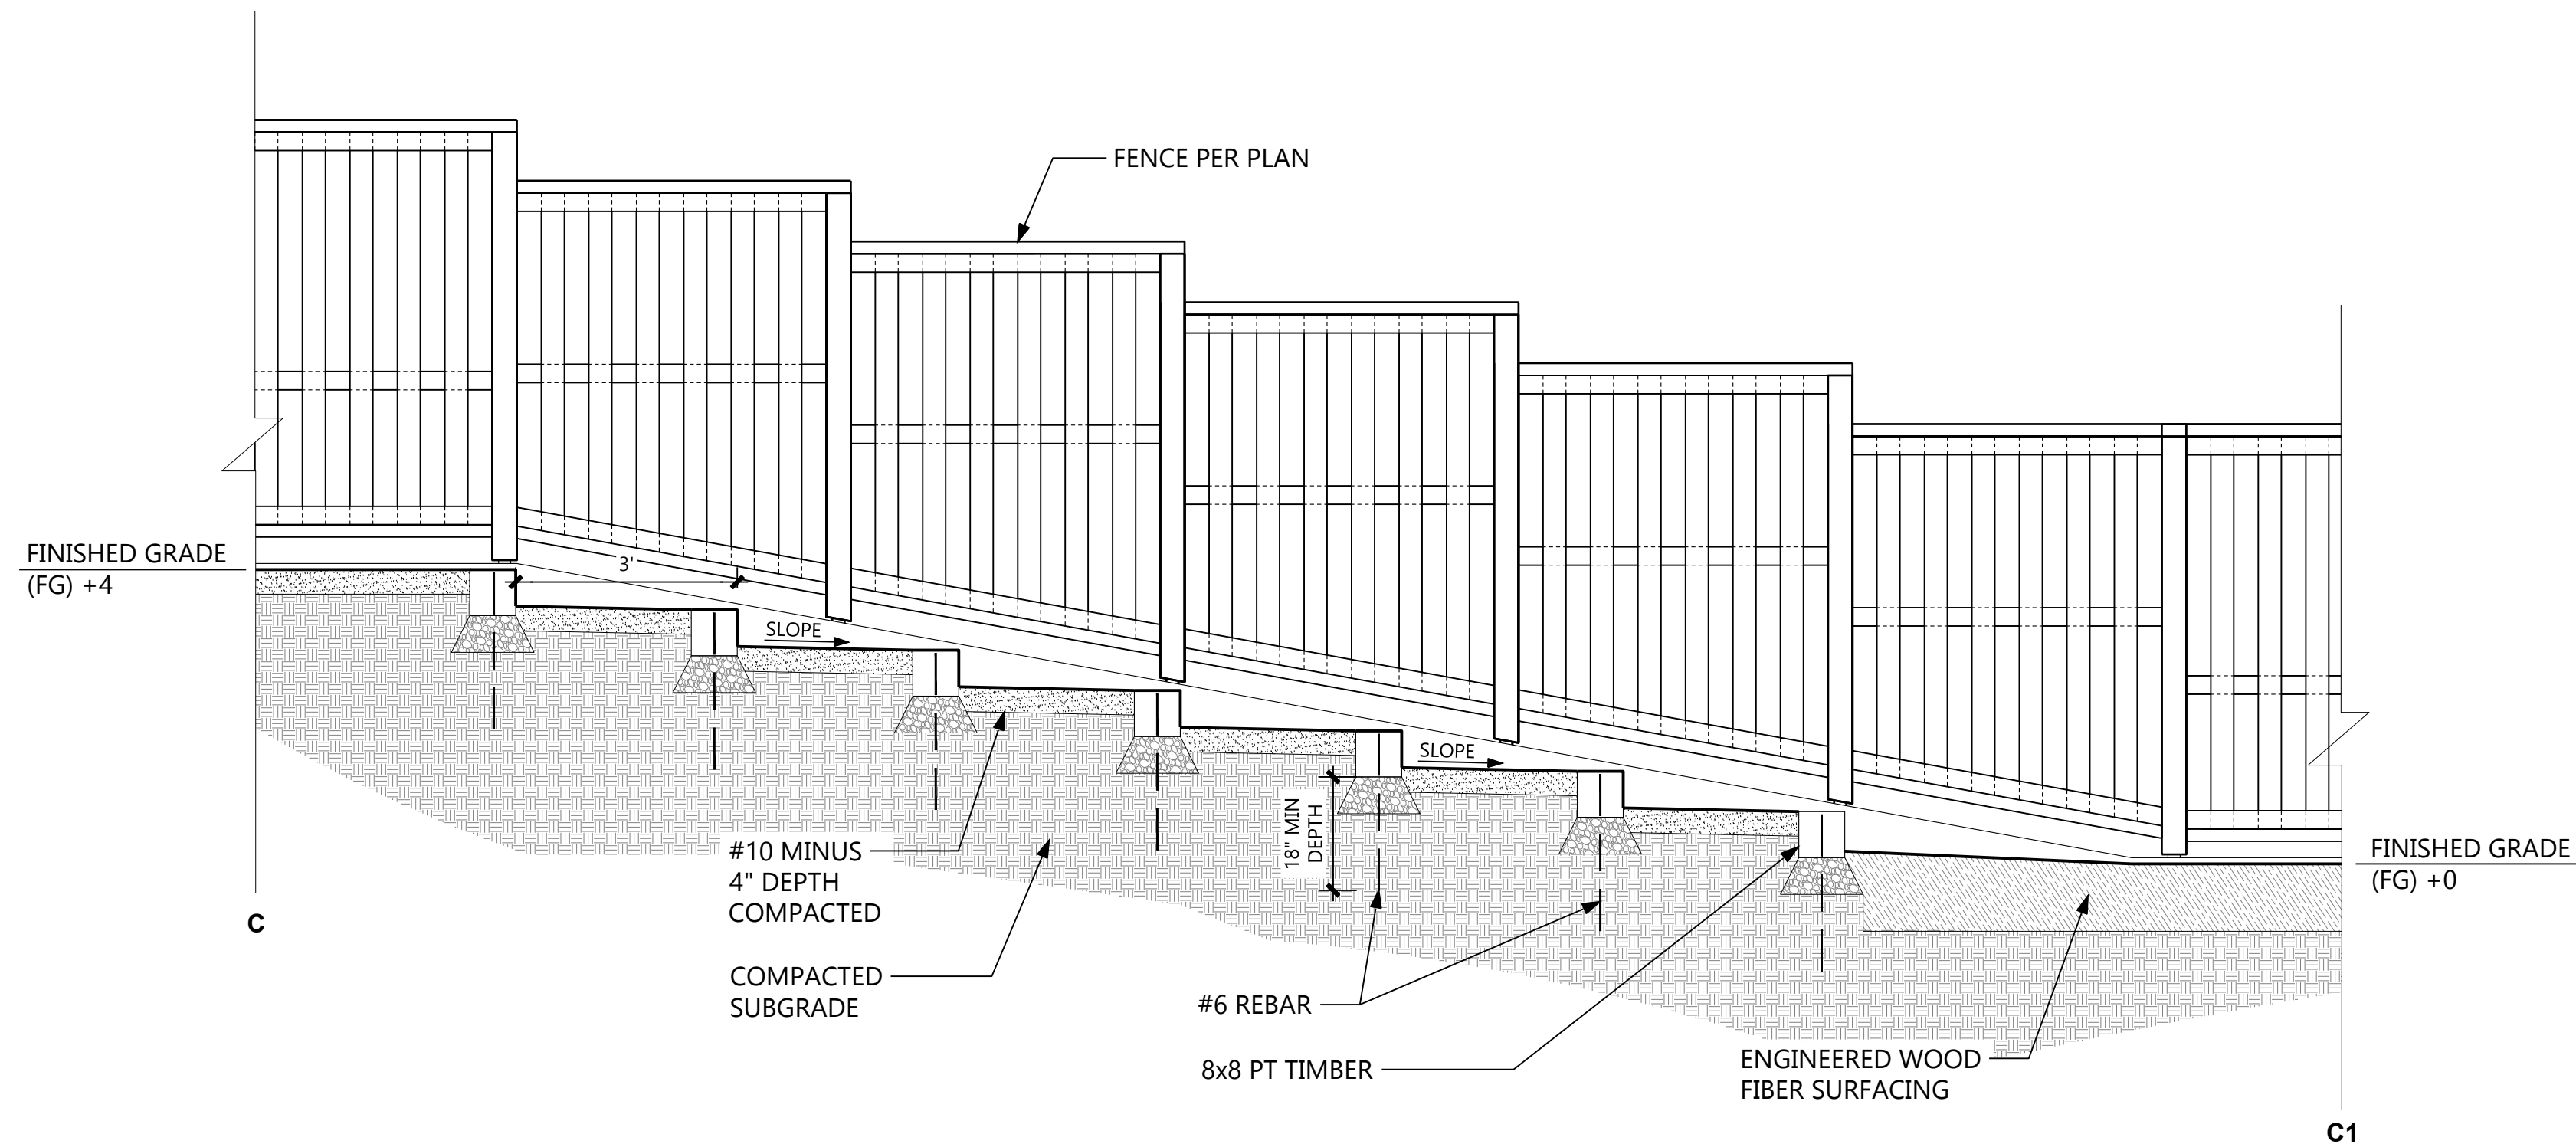 FENCE PER PLAN
FINISHED GRADE
(FG) +4
3'
SLOPE
SLOPE
18" MIN
DEPTH
#10 MINUS
4" DEPTH
COMPACTED
FINISHED GRADE
(FG) +0
C
COMPACTED
SUBGRADE
#6 REBAR
8x8 PT TIMBER
ENGINEERED WOOD
FIBER SURFACING
C1